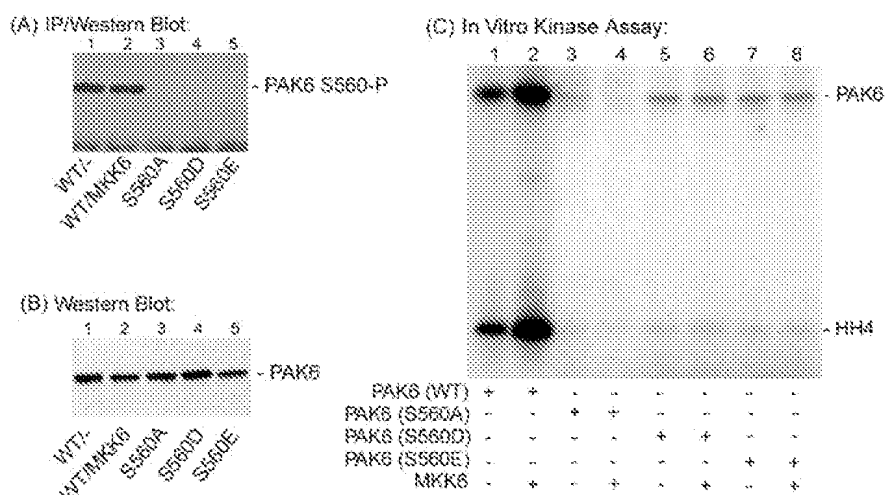 (A) IP/Western Blot:
1 2 3 4 5
- PAK6 S560-P
WT/-
WT/MKK6
S560A
S560D
S560E
(B) Western Blot:
1 2 3 4 5
- PAK6
WT/-
WT/MKK6
S560A
S560D
S560E
(C) In Vitro Kinase Assay:
1 2 3 4 5 6 7 8
- PAK6
- HH4
PAK6 (WT) + + - - - - - -
PAK6 (S560A) - - + + - - - -
PAK6 (S560D) - - - - + + - -
PAK6 (S560E) - - - - - - + +
MKK6 - + - + - + - +